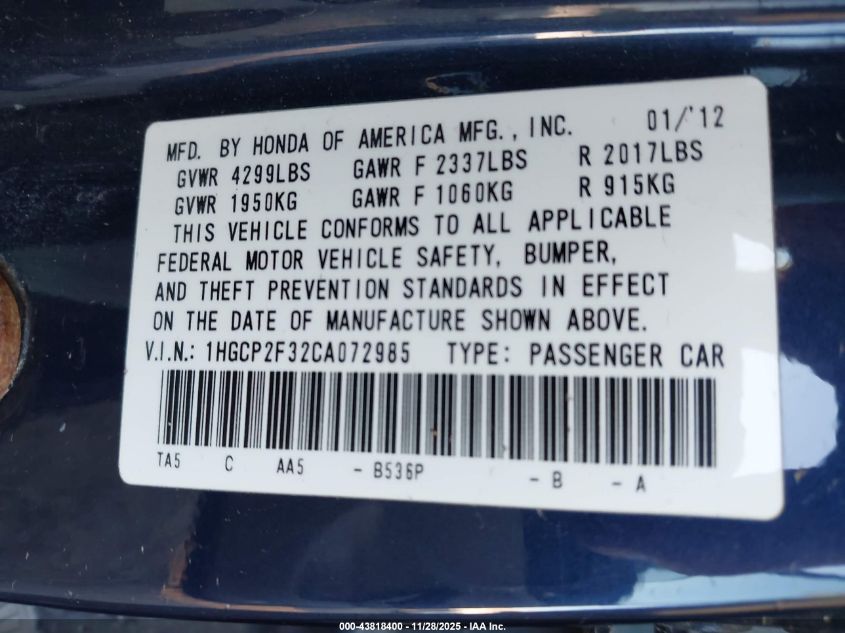 MFD. BY HONDA OF AMERICA MFG., INC. 01/'12
GVWR 4299LBS GAWR F 2337LBS R 2017LBS
GVWR 1950KG GAWR F 1060KG R 915KG
THIS VEHICLE CONFORMS TO ALL APPLICABLE
FEDERAL MOTOR VEHICLE SAFETY, BUMPER,
AND THEFT PREVENTION STANDARDS IN EFFECT
ON THE DATE OF MANUFACTURE SHOWN ABOVE.
V.I.N.: 1HGCP2F32CA072985 TYPE: PASSENGER CAR
TA5 C AA5 - B536P - B - A
000-43818400 - 11/28/2025 - IAA Inc.